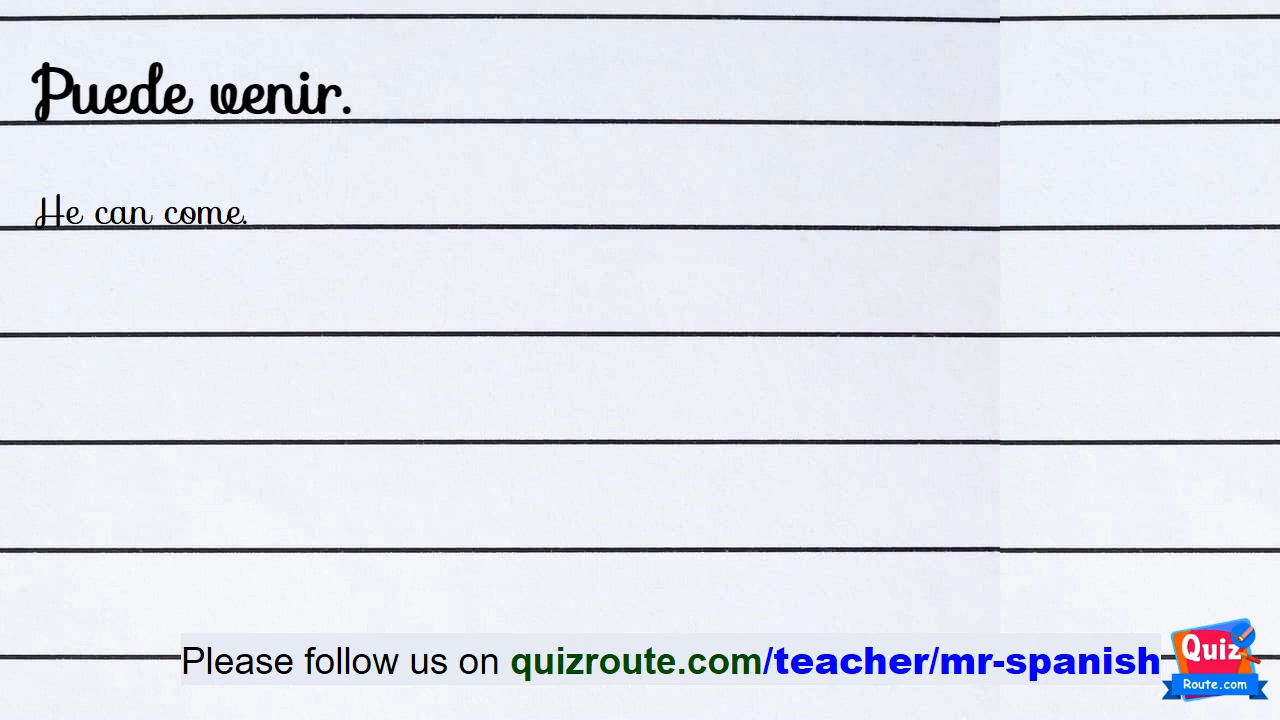 Puede venir.
He can come.
Please follow us on quizroute.com/teacher/mr-spanish
Quiz
Route.com